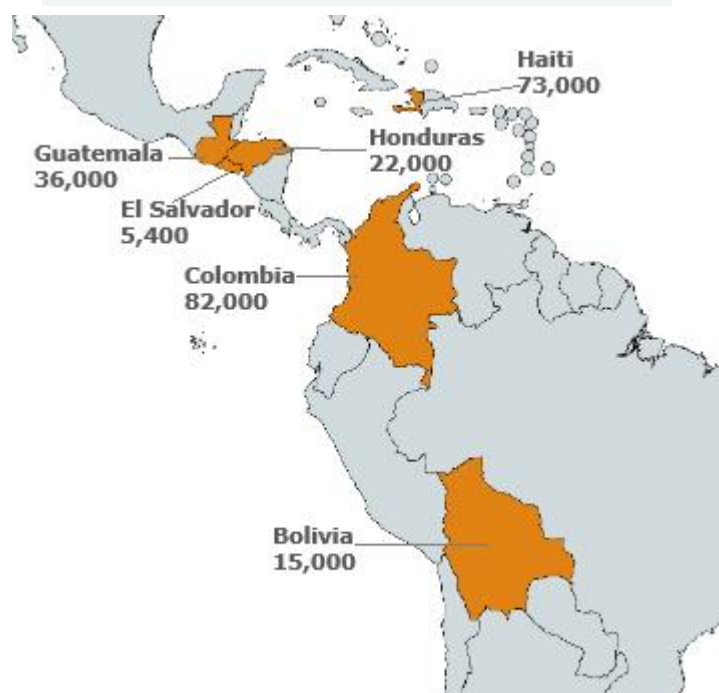 Haiti
73,000
Honduras
22,000
Guatemala
36,000
El Salvador
5,400
Colombia
82,000
Bolivia
15,000